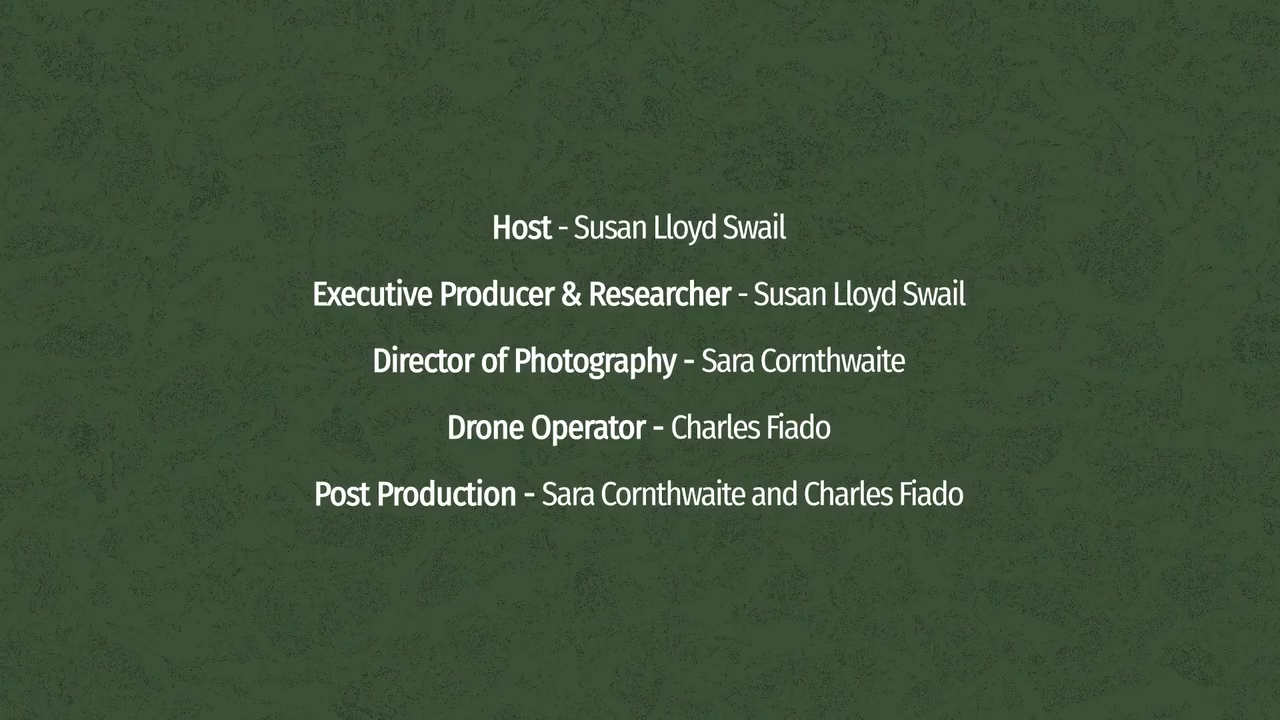 Host - Susan Lloyd Swail
Executive Producer & Researcher - Susan Lloyd Swail
Director of Photography - Sara Cornthwaite
Drone Operator - Charles Fiado
Post Production - Sara Cornthwaite and Charles Fiado